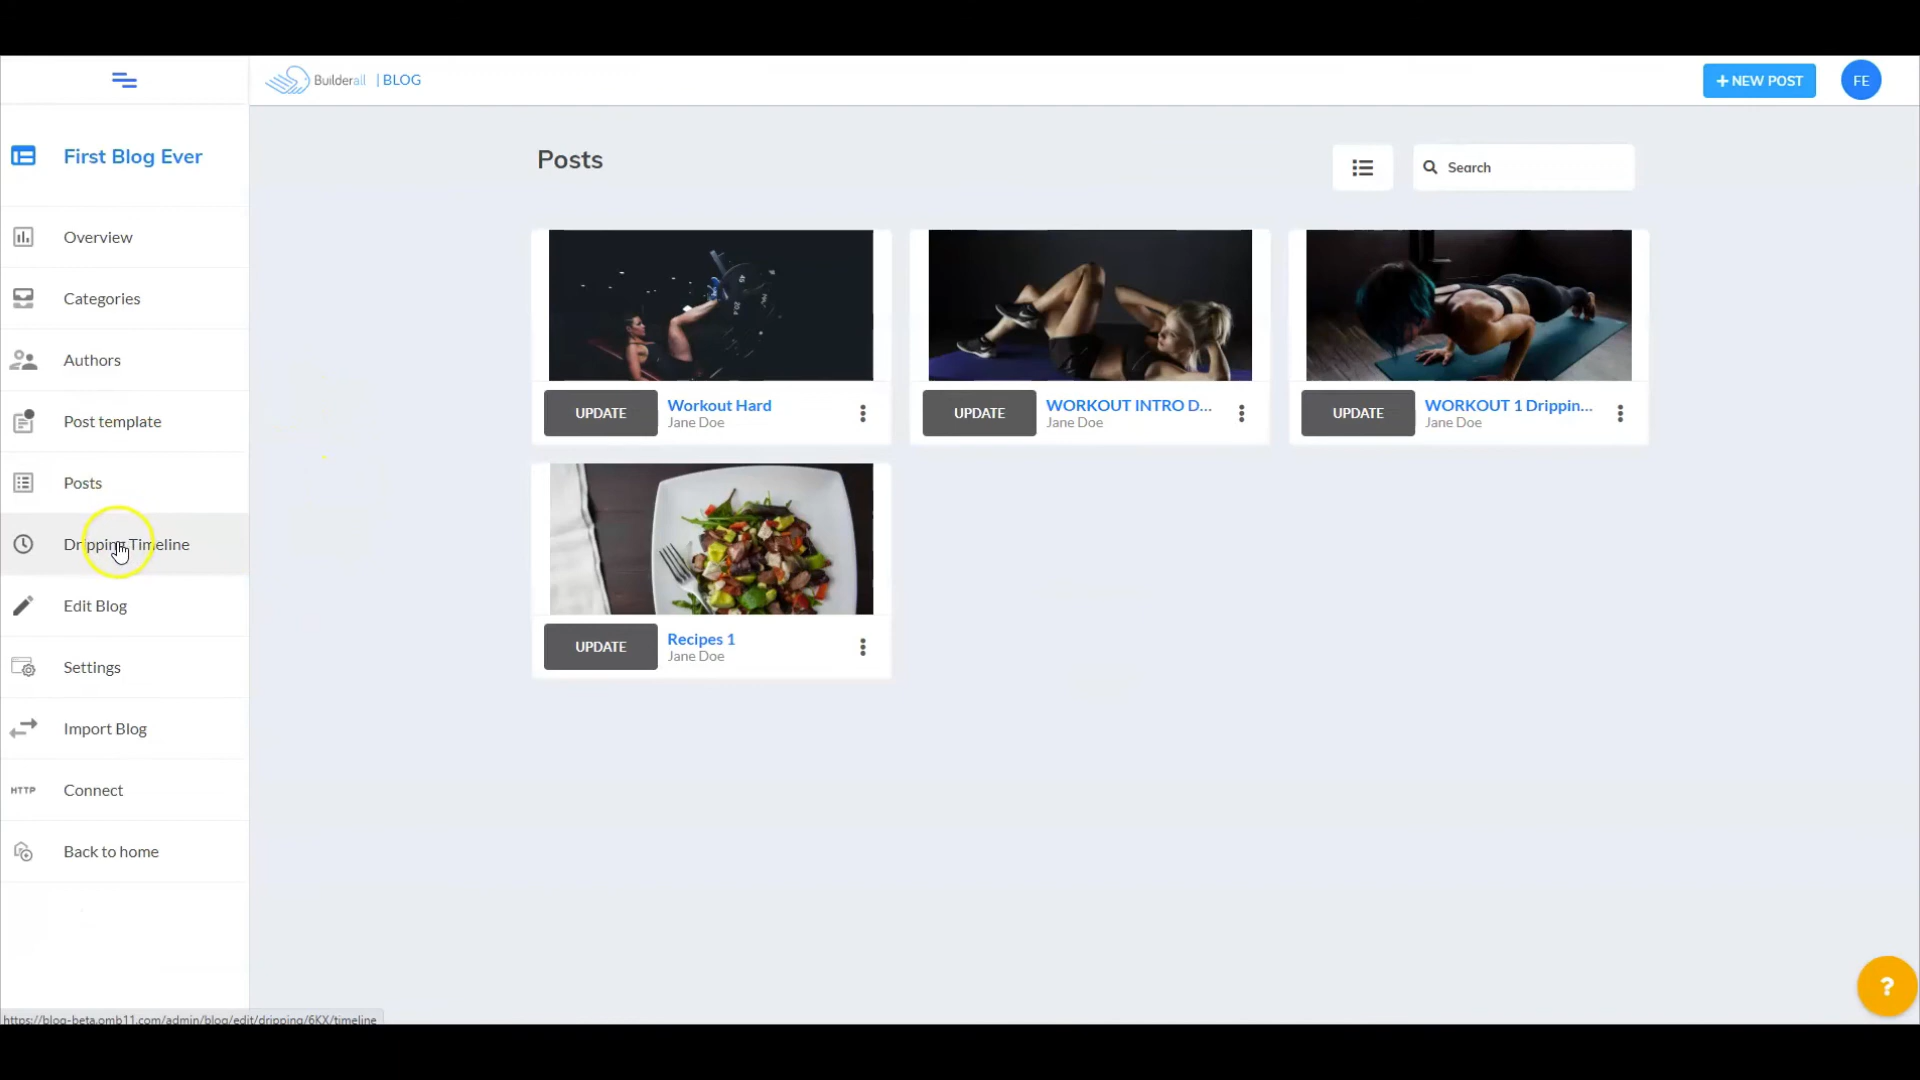 Builderall | BLOG
+ NEW POST
FE
First Blog Ever
Overview
Categories
Authors
Post template
Posts
Dripping Timeline
Edit Blog
Settings
Import Blog
HTTP Connect
Back to home
Posts
Search
UPDATE
Workout Hard
Jane Doe
UPDATE
WORKOUT INTRO D...
Jane Doe
UPDATE
WORKOUT 1 Drippin...
Jane Doe
UPDATE
Recipes 1
Jane Doe
?
https://blog-beta.omb11.com/admin/blog/edit/dripping/6KX/timeline